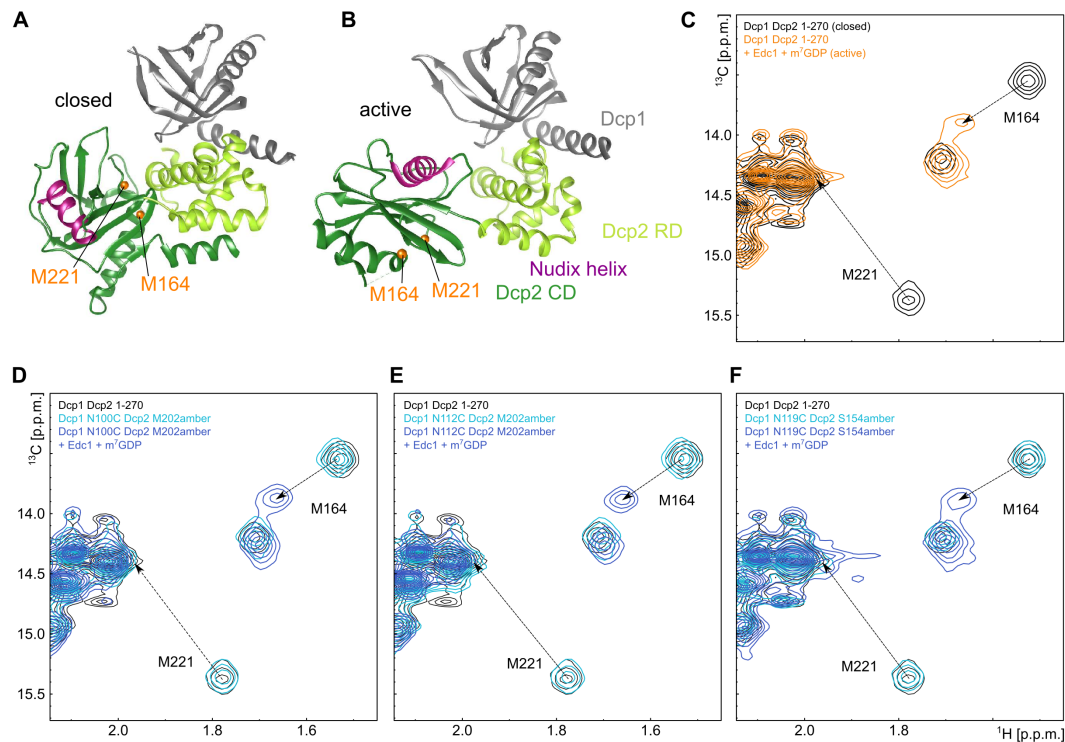 A
closed
M221
M164
B
active
Dcp1
Dcp2 RD
Nudix helix
Dcp2 CD
M164
M221
C
Dcp1 Dcp2 1-270 (closed)
Dcp1 Dcp2 1-270
+ Edc1 + m⁷GDP (active)
¹³C [p.p.m.]
14.0
14.5
15.0
15.5
M164
M221
D
Dcp1 Dcp2 1-270
Dcp1 N100C Dcp2 M202amber
Dcp1 N100C Dcp2 M202amber
+ Edc1 + m⁷GDP
¹³C [p.p.m.]
14.0
14.5
15.0
15.5
M164
M221
2.0
1.8
1.6
E
Dcp1 Dcp2 1-270
Dcp1 N112C Dcp2 M202amber
Dcp1 N112C Dcp2 M202amber
+ Edc1 + m⁷GDP
M164
M221
2.0
1.8
1.6
F
Dcp1 Dcp2 1-270
Dcp1 N119C Dcp2 S154amber
Dcp1 N119C Dcp2 S154amber
+ Edc1 + m⁷GDP
M164
M221
2.0
1.8
¹H [p.p.m.]